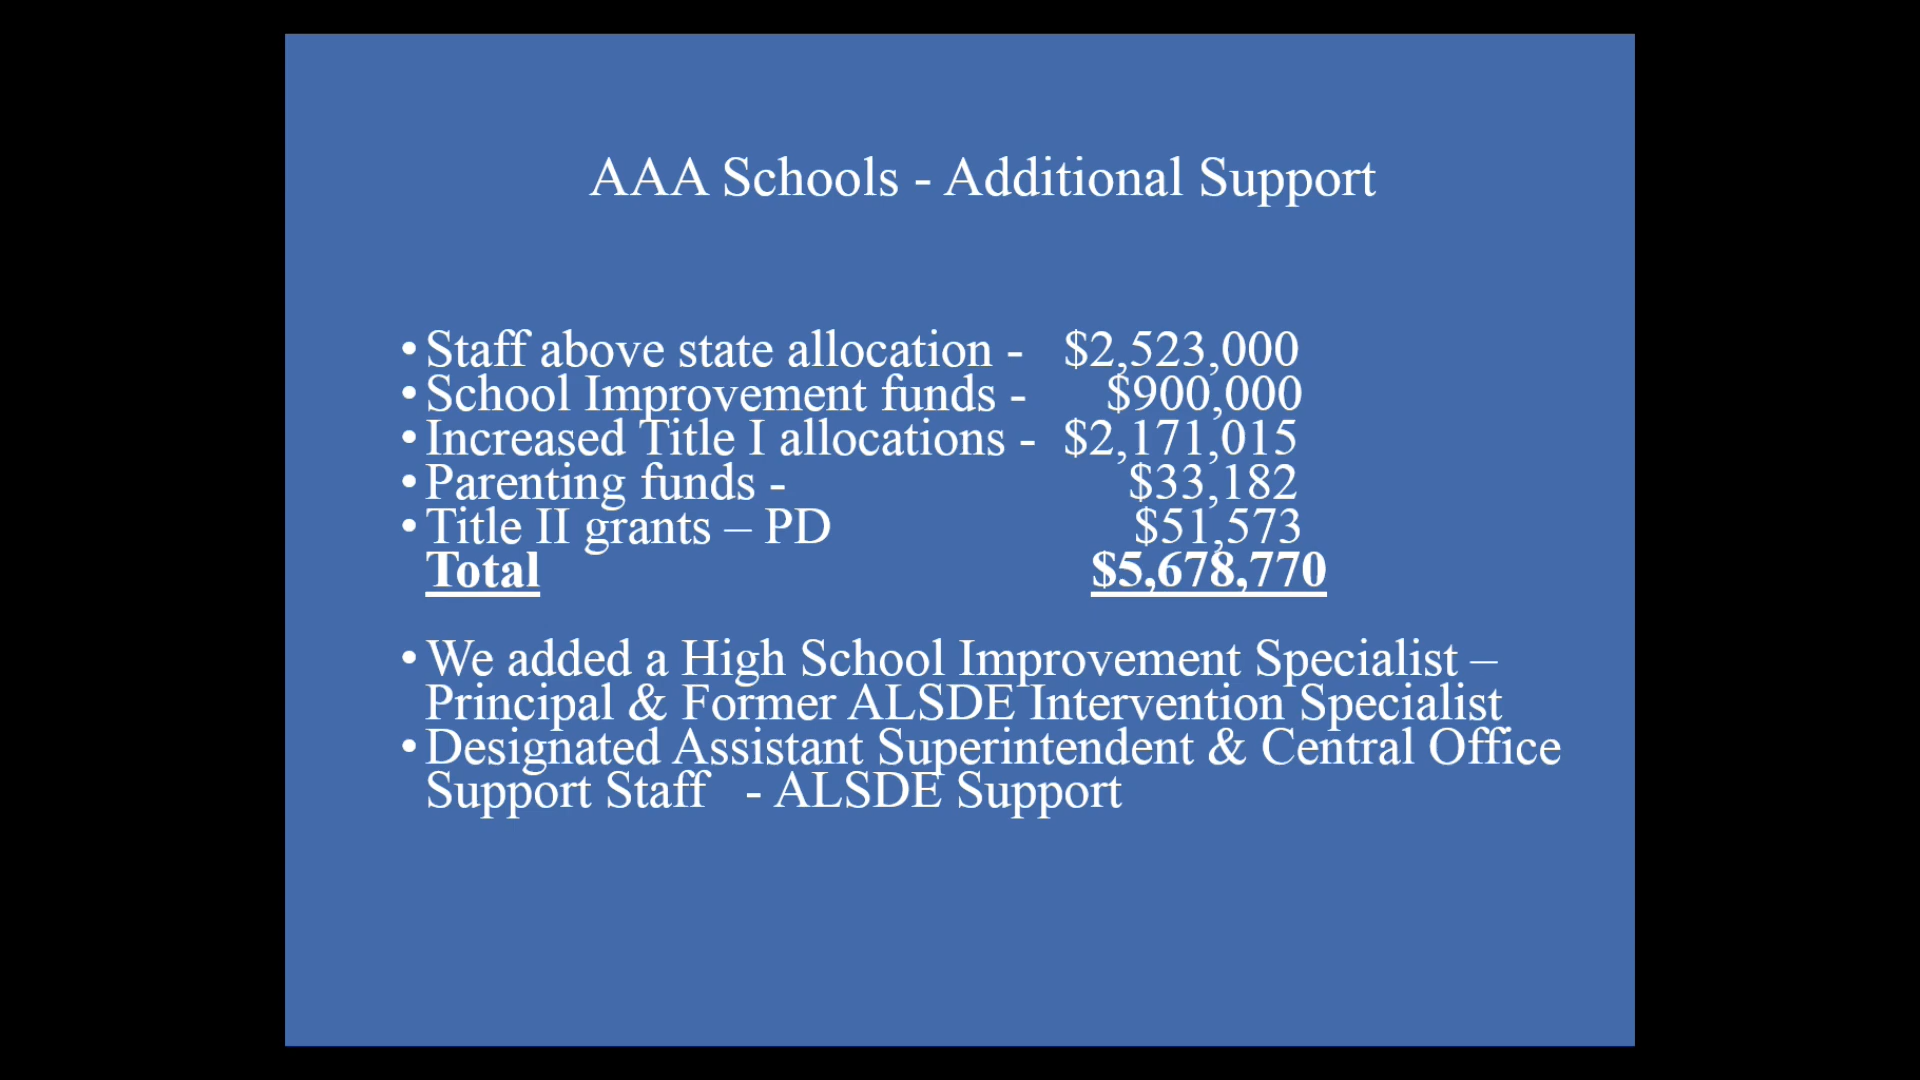 AAA Schools - Additional Support
• Staff above state allocation - $2,523,000
• School Improvement funds - $900,000
• Increased Title I allocations - $2,171,015
• Parenting funds - $33,182
• Title II grants – PD $51,573
Total $5,678,770
• We added a High School Improvement Specialist –
Principal & Former ALSDE Intervention Specialist
• Designated Assistant Superintendent & Central Office
Support Staff - ALSDE Support